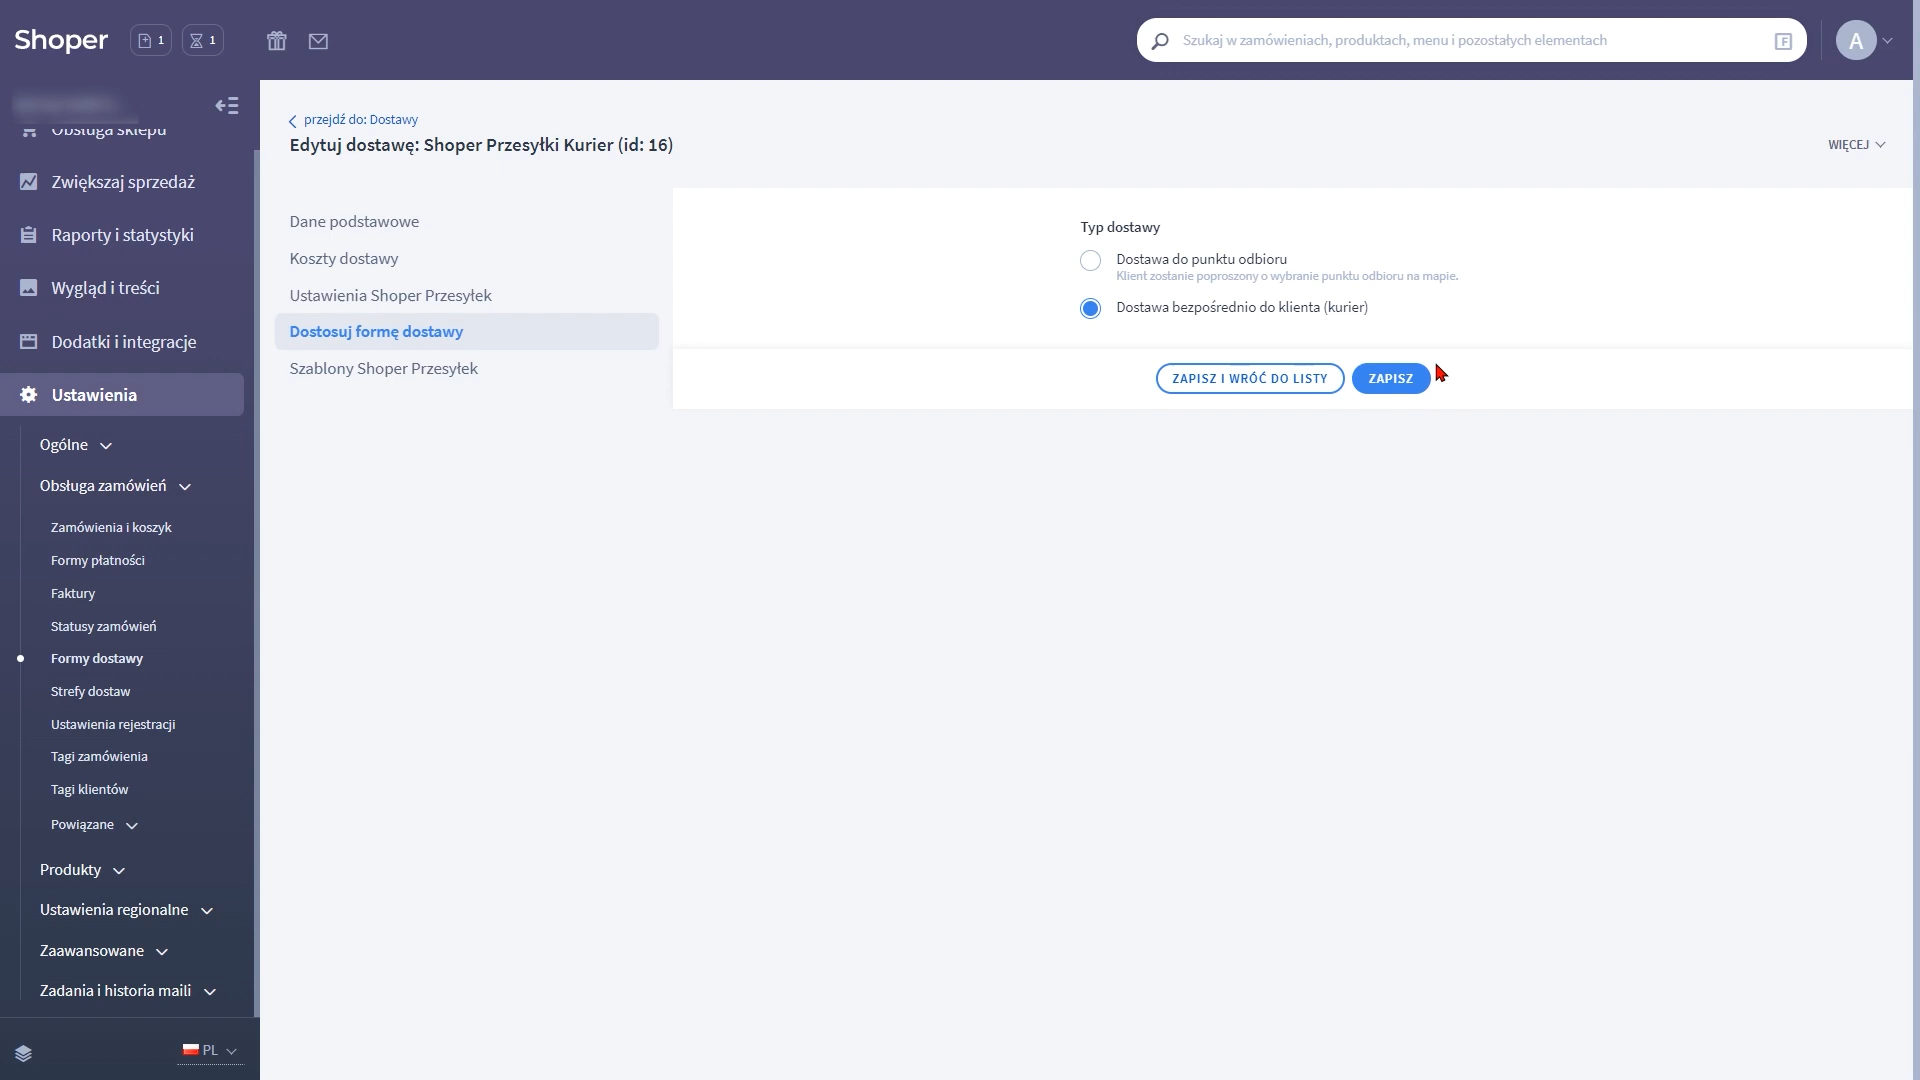 Shoper
1
1
Szukaj w zamówieniach, produktach, menu i pozostałych elementach
F
A
Obsługa sklepu
Zwiększaj sprzedaż
Raporty i statystyki
Wygląd i treści
Dodatki i integracje
Ustawienia
Ogólne
Obsługa zamówień
Zamówienia i koszyk
Formy płatności
Faktury
Statusy zamówień
Formy dostawy
Strefy dostaw
Ustawienia rejestracji
Tagi zamówienia
Tagi klientów
Powiązane
Produkty
Ustawienia regionalne
Zaawansowane
Zadania i historia maili
PL
przejdź do: Dostawy
Edytuj dostawę: Shoper Przesyłki Kurier (id: 16)
WIĘCEJ
Dane podstawowe
Koszty dostawy
Ustawienia Shoper Przesyłek
Dostosuj formę dostawy
Szablony Shoper Przesyłek
Typ dostawy
Dostawa do punktu odbioru
Klient zostanie poproszony o wybranie punktu odbioru na mapie.
Dostawa bezpośrednio do klienta (kurier)
ZAPISZ I WRÓĆ DO LISTY
ZAPISZ